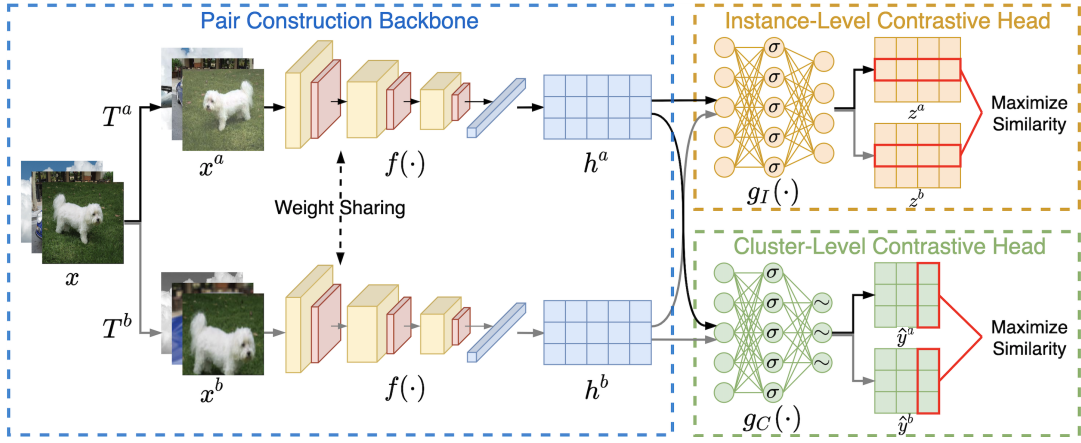 Pair Construction Backbone
T^a
x^a
f(·)
h^a
Weight Sharing
x
T^b
x^b
f(·)
h^b
Instance-Level Contrastive Head
σ
σ
σ
σ
σ
g_I(·)
z^a
z^b
Maximize
Similarity
Cluster-Level Contrastive Head
σ
σ
σ
σ
σ
~
~
~
g_C(·)
ŷ^a
ŷ^b
Maximize
Similarity